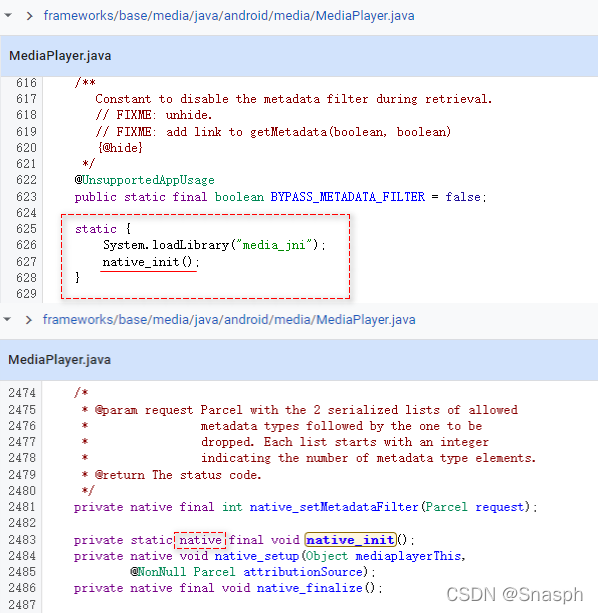 frameworks/base/media/java/android/media/MediaPlayer.java
MediaPlayer.java
616 /**
617 Constant to disable the metadata filter during retrieval.
618 // FIXME: unhide.
619 // FIXME: add link to getMetadata(boolean, boolean)
620 {@hide}
621 */
622 @UnsupportedAppUsage
623 public static final boolean BYPASS_METADATA_FILTER = false;
624
625 static {
626 System.loadLibrary("media_jni");
627 native_init();
628 }
629
frameworks/base/media/java/android/media/MediaPlayer.java
MediaPlayer.java
2474 /*
2475 * @param request Parcel with the 2 serialized lists of allowed
2476 * metadata types followed by the one to be
2477 * dropped. Each list starts with an integer
2478 * indicating the number of metadata type elements.
2479 * @return The status code.
2480 */
2481 private native final int native_setMetadataFilter(Parcel request);
2482
2483 private static native final void native_init();
2484 private native void native_setup(Object mediaplayerThis,
2485 @NonNull Parcel attributionSource);
2486 private native final void native_finalize();
2487
CSDN @Snasph